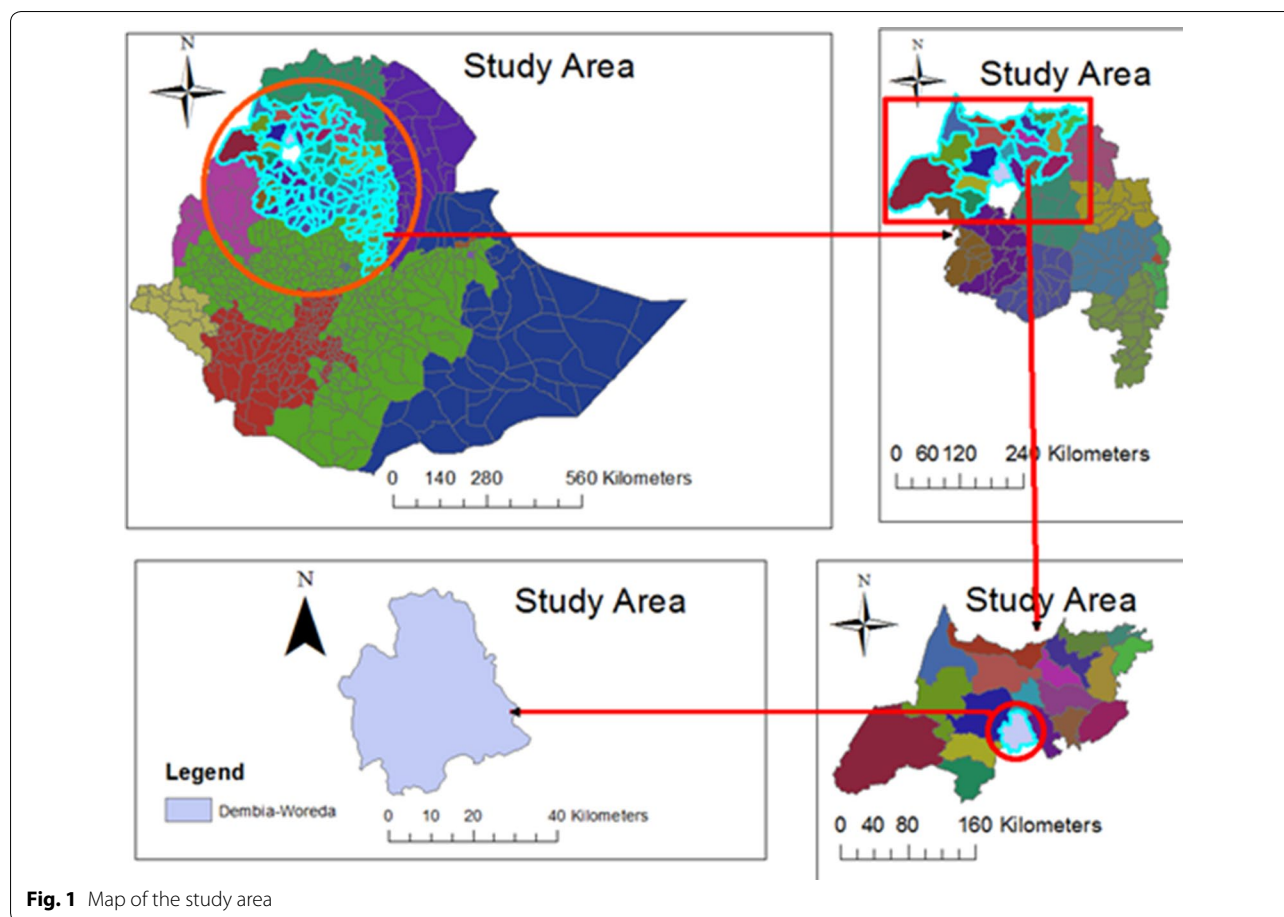 N
Study Area
0 140 280 560 Kilometers
N
Study Area
0 60 120 240 Kilometers
N
Study Area
Legend
Dembia-Woreda
0 10 20 40 Kilometers
N
Study Area
0 40 80 160 Kilometers
Fig. 1 Map of the study area